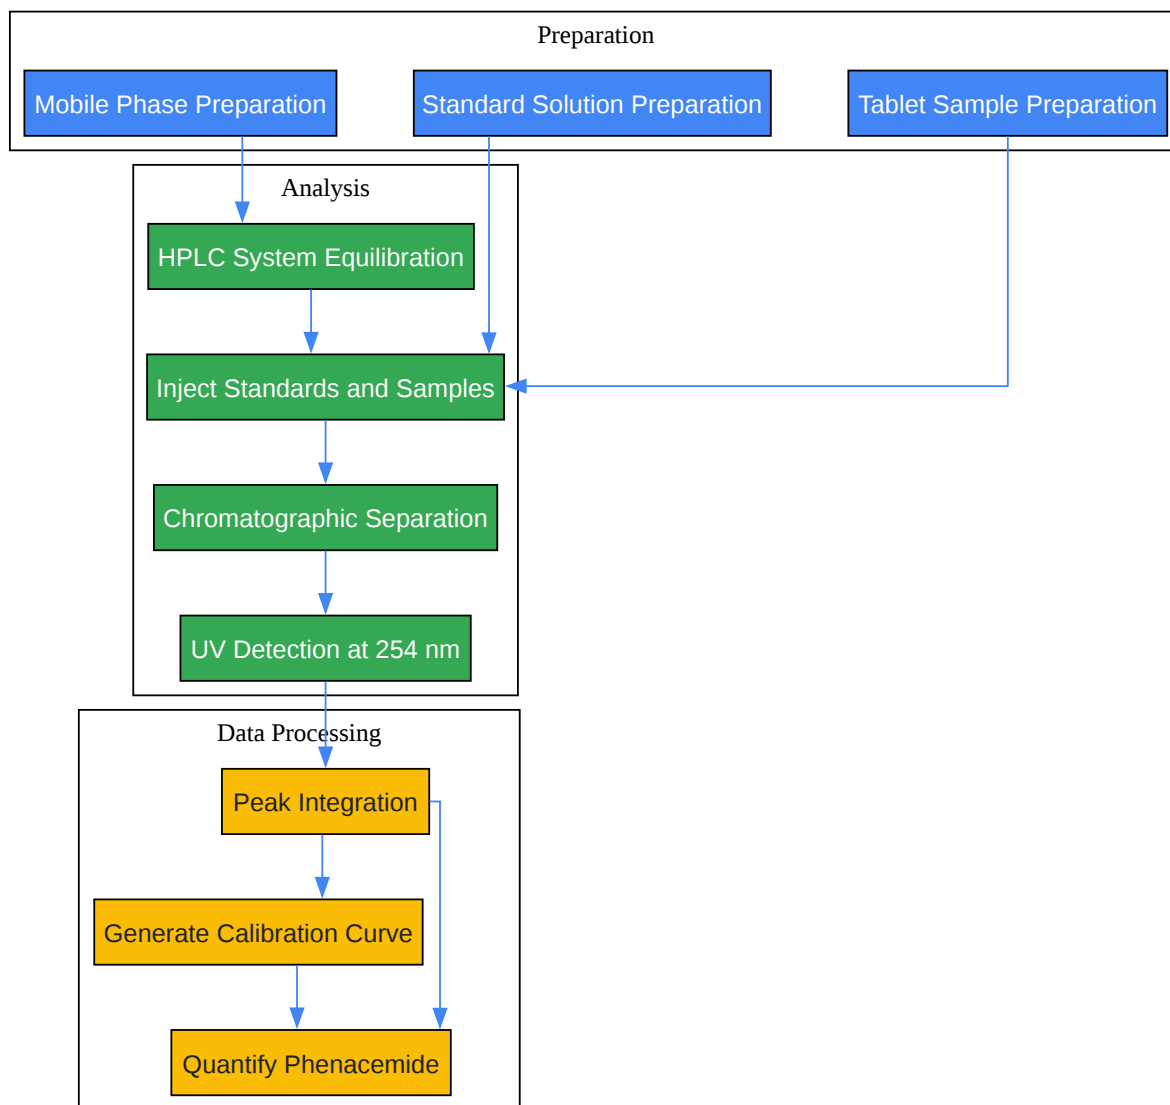 Preparation
Mobile Phase Preparation
Standard Solution Preparation
Tablet Sample Preparation
Analysis
HPLC System Equilibration
Inject Standards and Samples
Chromatographic Separation
UV Detection at 254 nm
Data Processing
Peak Integration
Generate Calibration Curve
Quantify Phenacemide